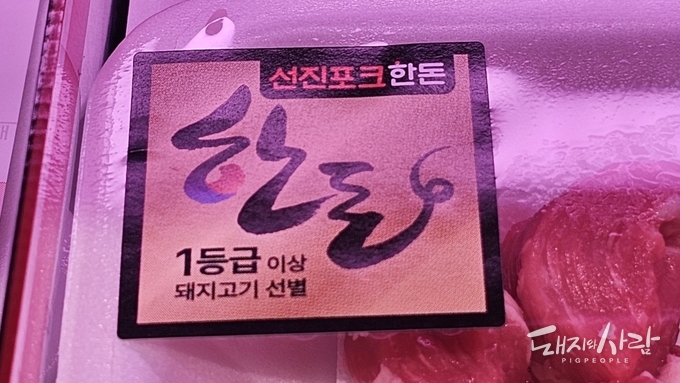 선진포크한돈
한돈
1등급 이상
돼지고기 선별
돼지와사람
PIGPEOPLE